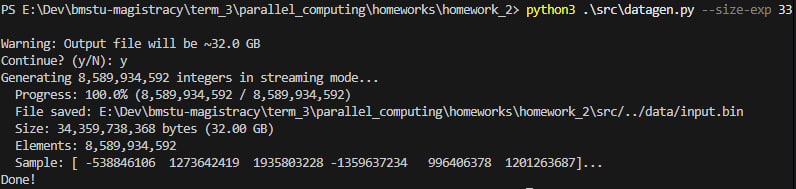 PS E:\Dev\bmstu-magistracy\term_3\parallel_computing\homeworks\homework_2> python3 .\src\datagen.py --size-exp 33
Warning: Output file will be ~32.0 GB
Continue? (y/N): y
Generating 8,589,934,592 integers in streaming mode...
  Progress: 100.0% (8,589,934,592 / 8,589,934,592)
  File saved: E:\Dev\bmstu-magistracy\term_3\parallel_computing\homeworks\homework_2\src/../data/input.bin
  Size: 34,359,738,368 bytes (32.00 GB)
  Elements: 8,589,934,592
  Sample: [ -538846106  1273642419  1935803228 -1359637234   996406378  1201263687]...
Done!